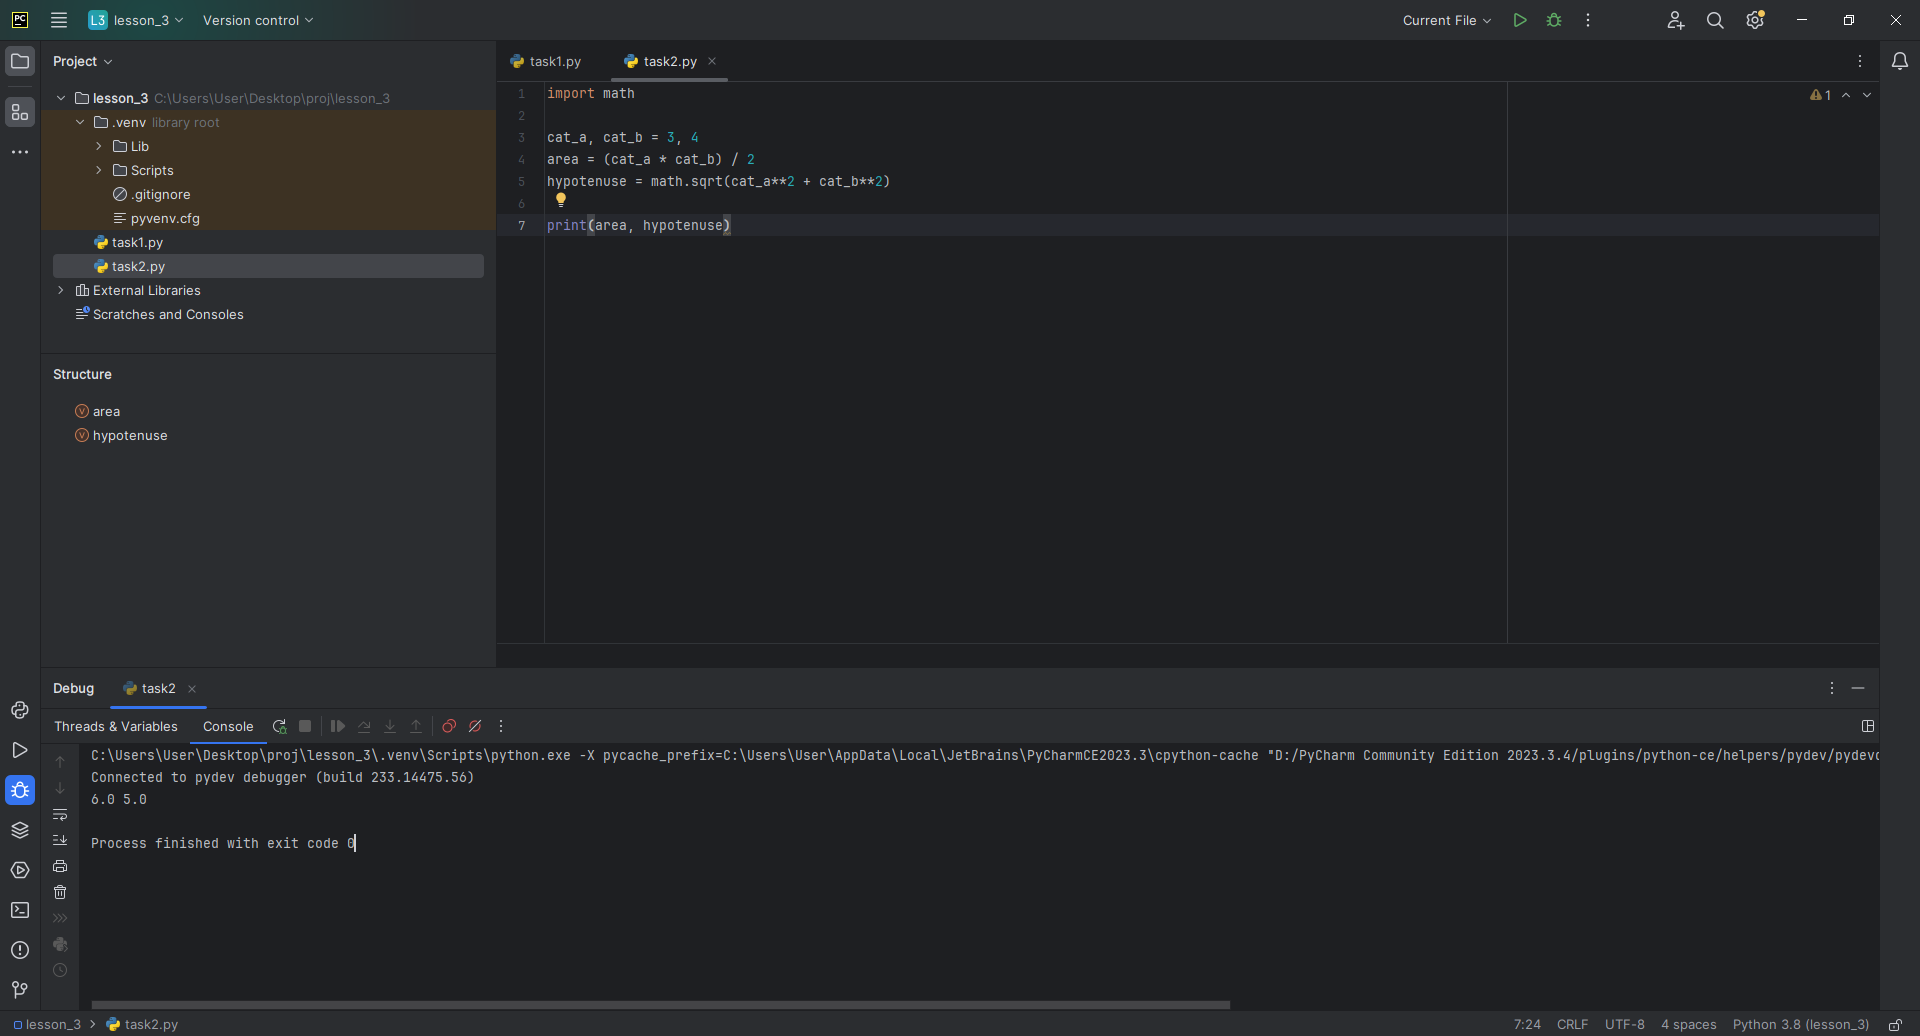 PC L3 lesson_3 Version control Current File
Project
task1.py task2.py
lesson_3 C:\Users\User\Desktop\proj\lesson_3
.venv library root
Lib
Scripts
.gitignore
pyvenv.cfg
task1.py
task2.py
External Libraries
Scratches and Consoles
Structure
area
hypotenuse
1 import math
2
3 cat_a, cat_b = 3, 4
4 area = (cat_a * cat_b) / 2
5 hypotenuse = math.sqrt(cat_a**2 + cat_b**2)
6
7 print(area, hypotenuse)
1
Debug task2
Threads & Variables Console
C:\Users\User\Desktop\proj\lesson_3\.venv\Scripts\python.exe -X pycache_prefix=C:\Users\User\AppData\Local\JetBrains\PyCharmCE2023.3\cpython-cache "D:/PyCharm Community Edition 2023.3.4/plugins/python-ce/helpers/pydev/pydev
Connected to pydev debugger (build 233.14475.56)
6.0 5.0
Process finished with exit code 0
lesson_3 task2.py 7:24 CRLF UTF-8 4 spaces Python 3.8 (lesson_3)